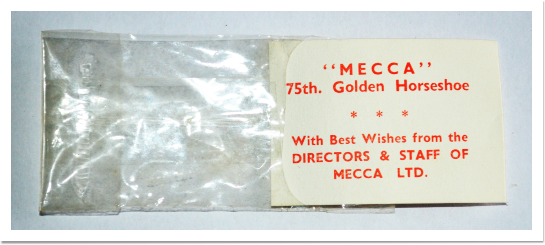 "MECCA"
75th. Golden Horseshoe
* * *
With Best Wishes from the
DIRECTORS & STAFF OF
MECCA LTD.